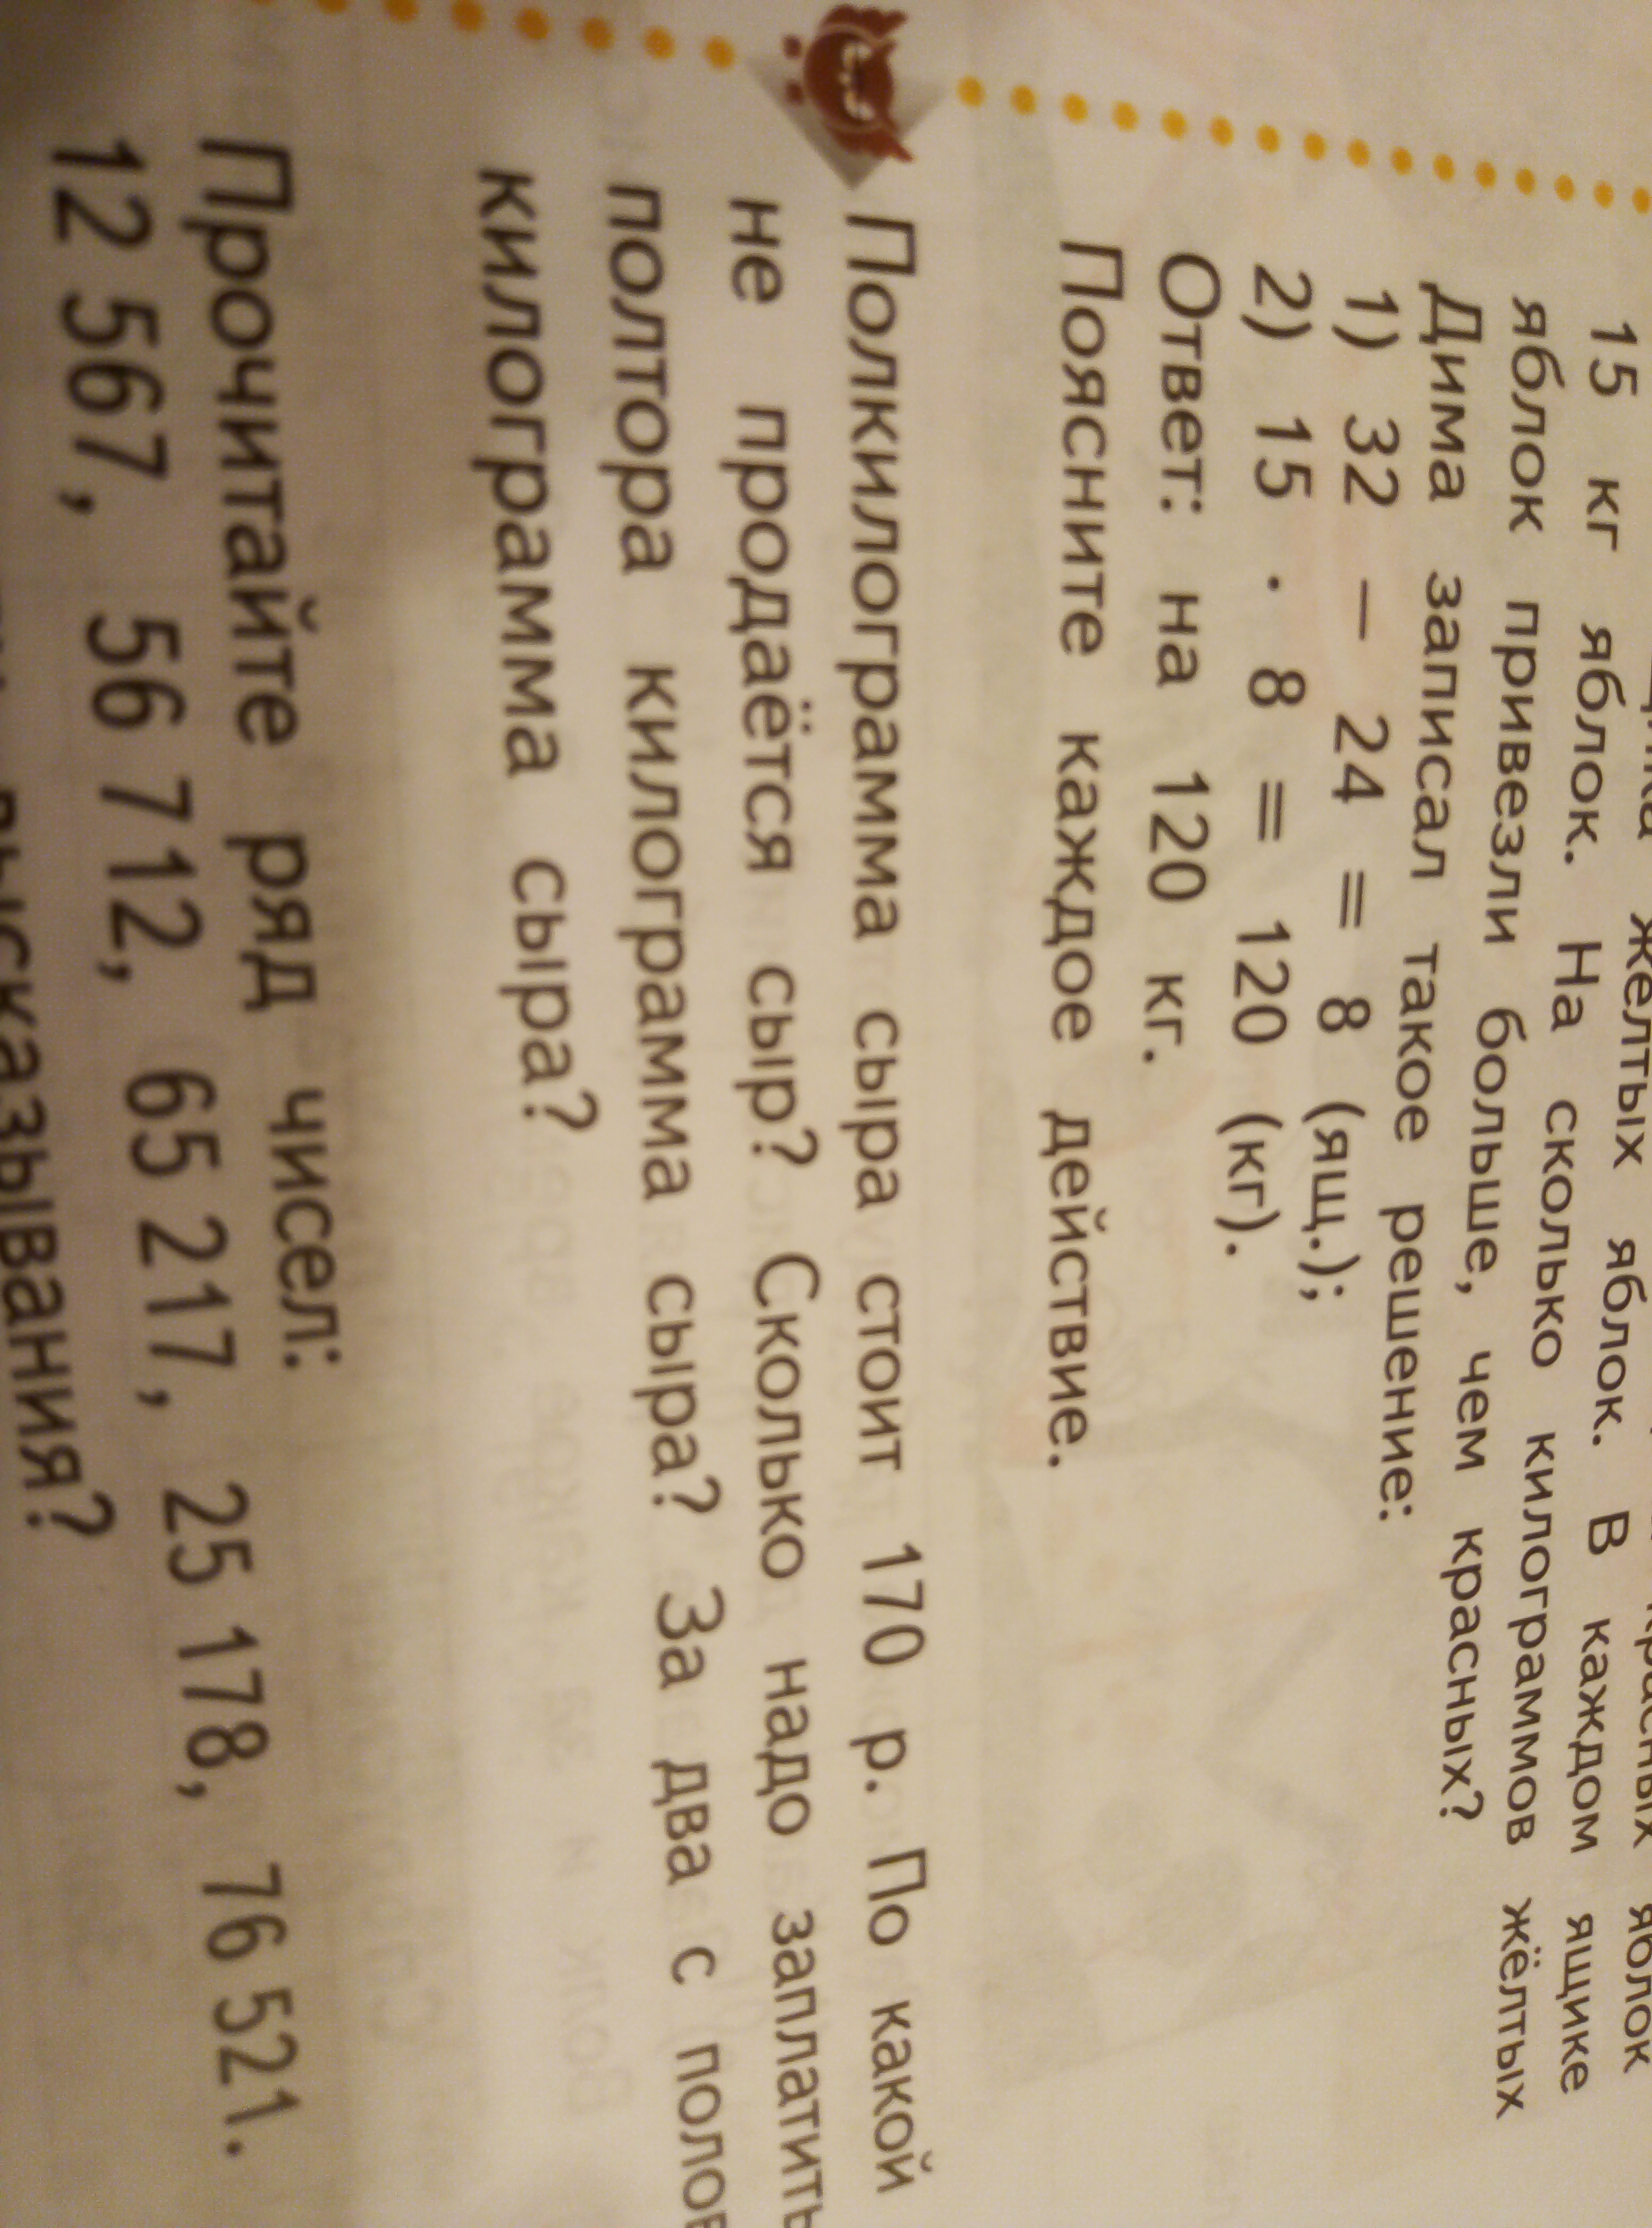 жёлтых яблок
15 кг яблок. На сколько килограммов жёлтых
яблок привезли больше, чем красных?
Дима записал такое решение:
1) 32 − 24 = 8 (ящ.);
2) 15 · 8 = 120 (кг).
Ответ: на 120 кг.
Поясните каждое действие.
Полкилограмма сыра стоит 170 р. По какой
не продаётся сыр? Сколько надо заплатить
полтора килограмма сыра? За два с полов
килограмма сыра?
Прочитайте ряд чисел:
12 567, 56 712, 65 217, 25 178, 76 521.
высказывания?